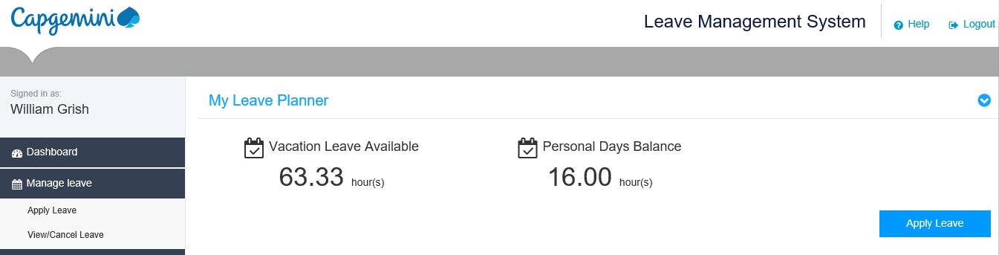 Capgemini
Leave Management System
Help
Logout
Signed in as:
William Grish
Dashboard
Manage leave
Apply Leave
View/Cancel Leave
My Leave Planner
Vacation Leave Available
63.33 hour(s)
Personal Days Balance
16.00 hour(s)
Apply Leave